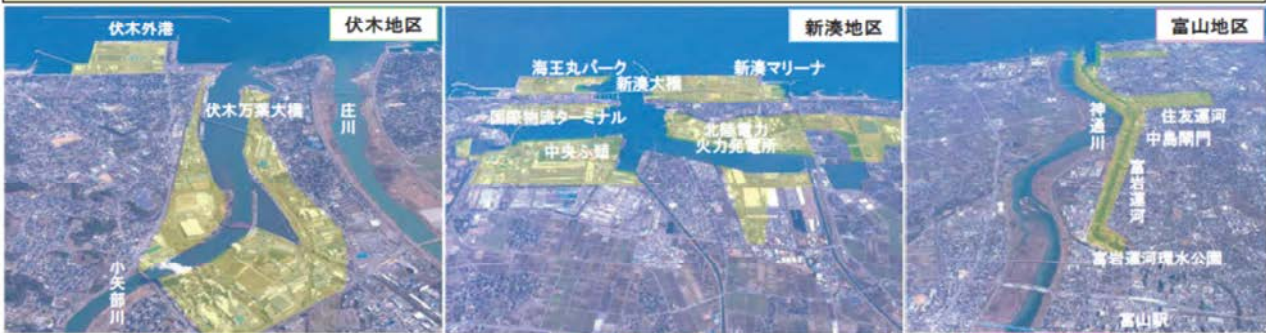 伏木地区
伏木外港
伏木万葉大橋
庄川
小矢部川
新湊地区
海王丸パーク
新湊大橋
新湊マリーナ
国際物流ターミナル
北陸電力
火力発電所
中央ふ頭
富山地区
神通川
住友運河
中島閘門
富岩運河
富岩運河環水公園
富山駅